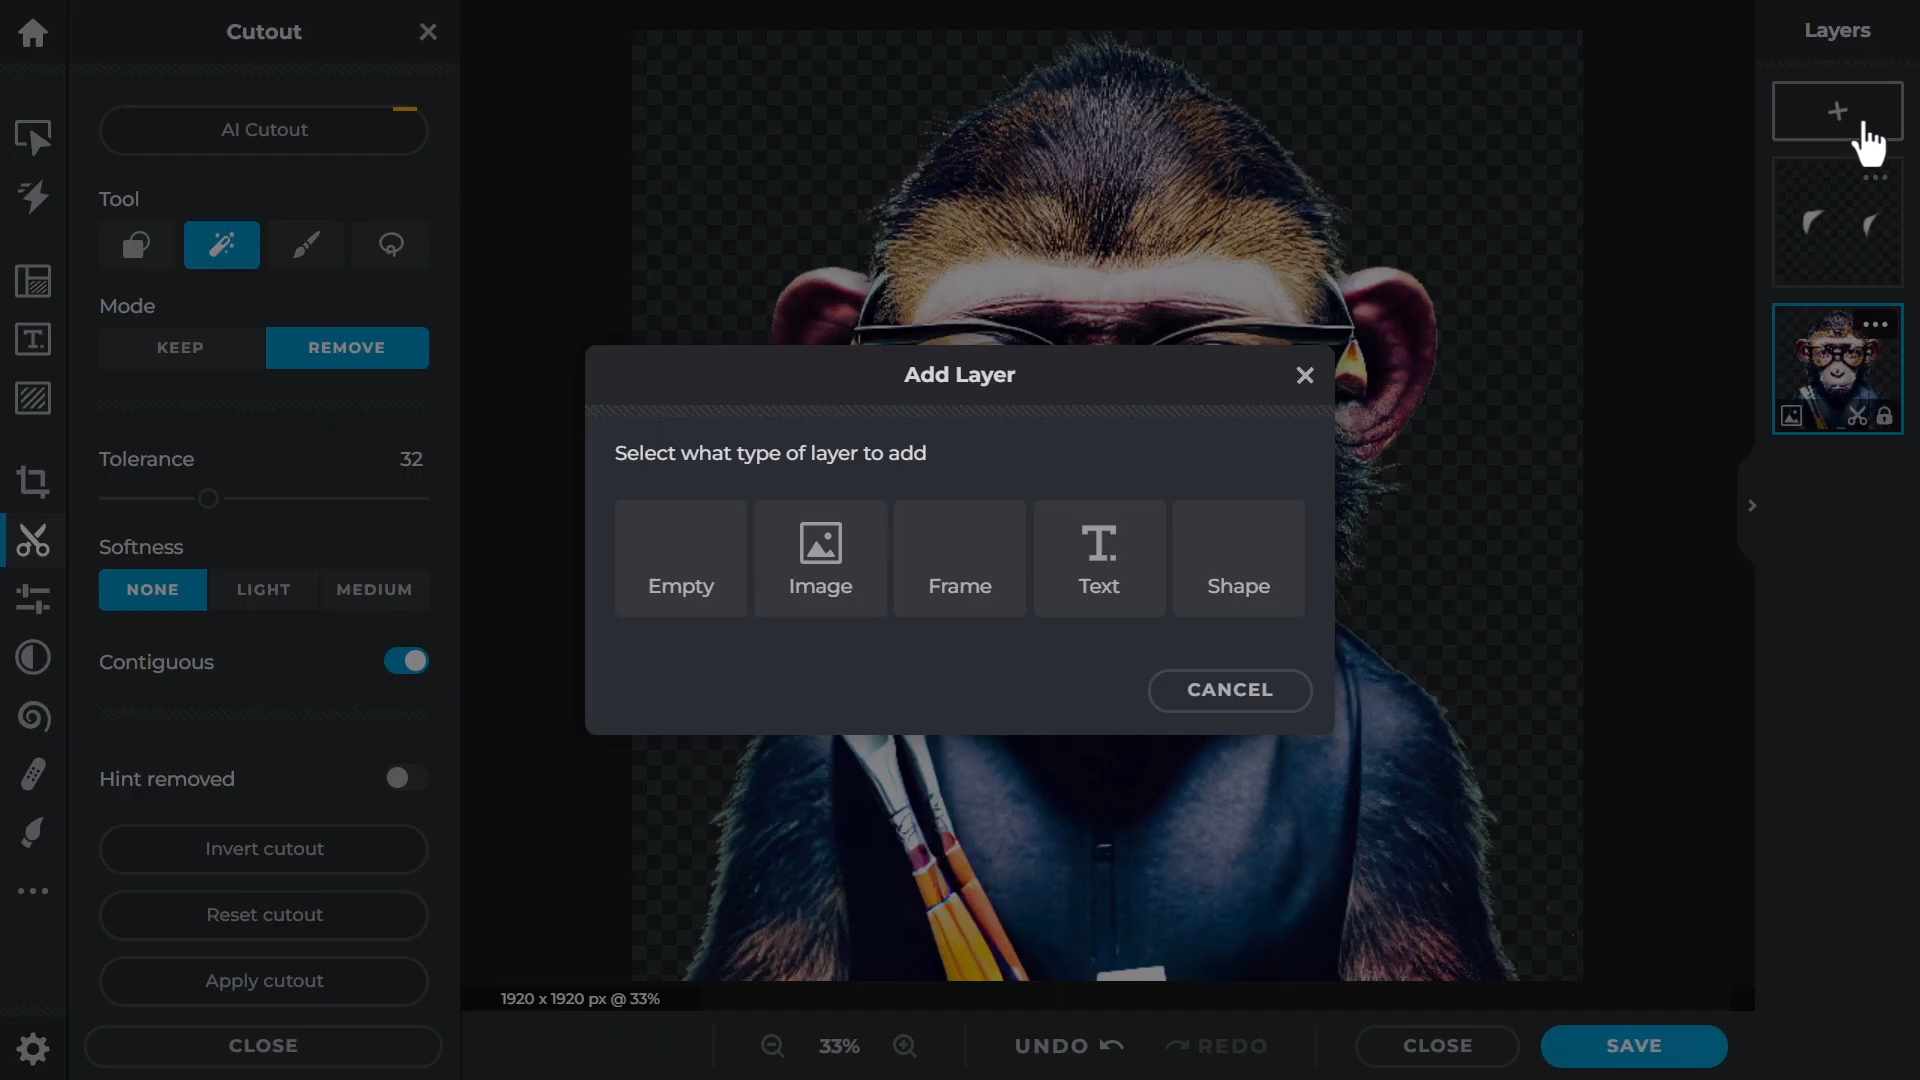 Cutout
AI Cutout
Tool
Mode
KEEP
REMOVE
Tolerance
32
Softness
NONE
LIGHT
MEDIUM
Contiguous
Hint removed
Invert cutout
Reset cutout
Apply cutout
CLOSE
Add Layer
Select what type of layer to add
Empty
Image
Frame
Text
Shape
CANCEL
1920 x 1920 px @ 33%
33%
UNDO
REDO
CLOSE
SAVE
Layers